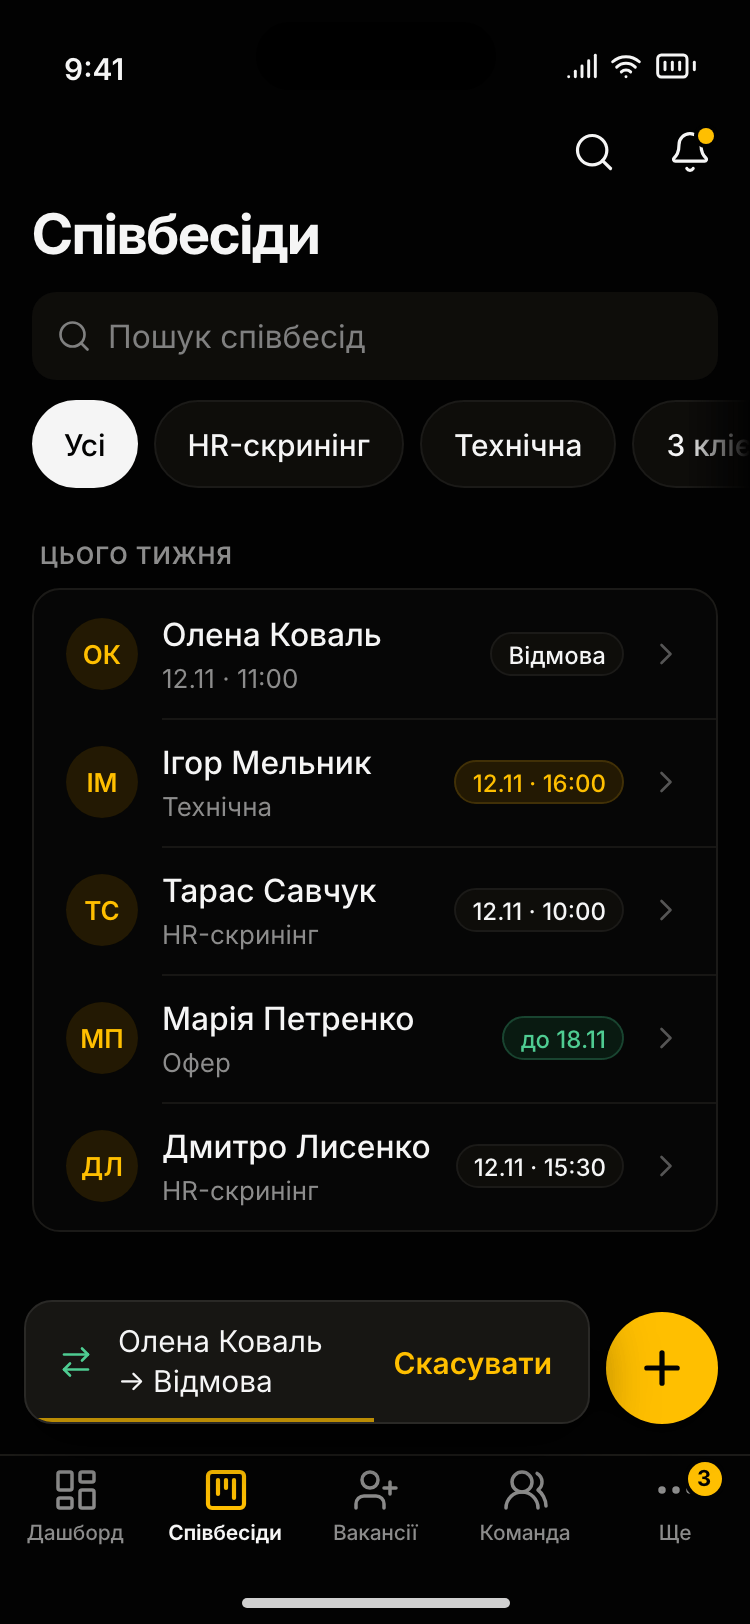 9:41
Співбесіди
Пошук співбесід
Усі
HR-скринінг
Технічна
З кліє
ЦЬОГО ТИЖНЯ
ОК
Олена Коваль
12.11 · 11:00
Відмова
ІМ
Ігор Мельник
Технічна
12.11 · 16:00
ТС
Тарас Савчук
HR-скринінг
12.11 · 10:00
МП
Марія Петренко
Офер
до 18.11
ДЛ
Дмитро Лисенко
HR-скринінг
12.11 · 15:30
Олена Коваль
→ Відмова
Скасувати
Дашборд
Співбесіди
Вакансії
Команда
3
Ще